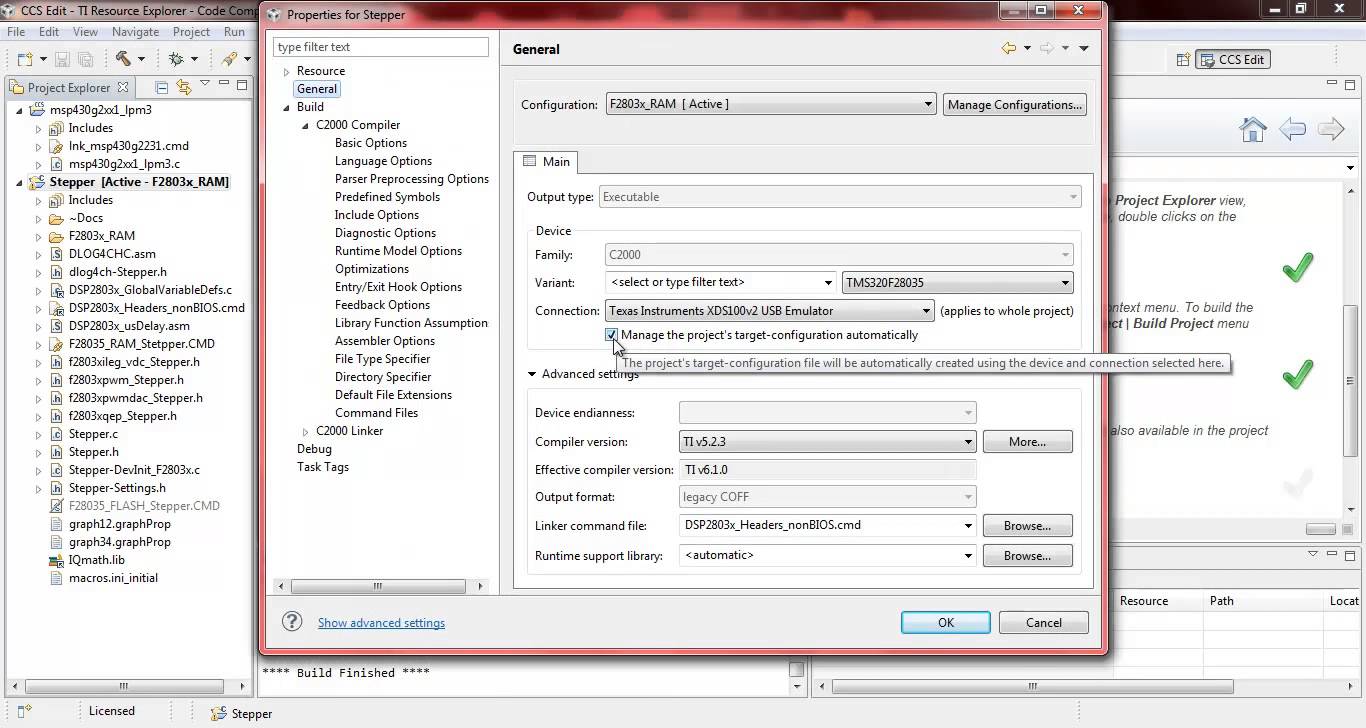 CCS Edit - TI Resource Explorer - Code Comp
File Edit View Navigate Project Run
CCS Edit
Project Explorer
msp430g2xx1_lpm3
Includes
lnk_msp430g2231.cmd
msp430g2xx1_lpm3.c
Stepper [Active - F2803x_RAM]
Includes
~Docs
F2803x_RAM
DLOG4CHC.asm
dlog4ch-Stepper.h
DSP2803x_GlobalVariableDefs.c
DSP2803x_Headers_nonBIOS.cmd
DSP2803x_usDelay.asm
F28035_RAM_Stetpper.CMD
f2803xileg_vdc_Stepper.h
f2803xpwm_Stepper.h
f2803xpwmdac_Stepper.h
f2803xqep_Stepper.h
Stepper.c
Stepper.h
Stepper-DevInit_F2803x.c
Stepper-Settings.h
F28035_FLASH_Stepper.CMD
graph12.graphProp
graph34.graphProp
IQmath.lib
macros.ini_initial
Properties for Stepper
type filter text
Resource
General
Build
C2000 Compiler
Basic Options
Language Options
Parser Preprocessing Options
Predefined Symbols
Include Options
Diagnostic Options
Runtime Model Options
Optimizations
Entry/Exit Hook Options
Feedback Options
Library Function Assumption
Assembler Options
File Type Specifier
Directory Specifier
Default File Extensions
Command Files
C2000 Linker
Debug
Task Tags
General
Configuration: F2803x_RAM [ Active ] Manage Configurations...
Main
Output type: Executable
Device
Family: C2000
Variant: <select or type filter text> TMS320F28035
Connection: Texas Instruments XDS100v2 USB Emulator (applies to whole project)
Manage the project's target-configuration automatically
The project's target-configuration file will be automatically created using the device and connection selected here.
Advanced settings
Device endianness:
Compiler version: TI v5.2.3 More...
Effective compiler version: TI v6.1.0
Output format: legacy COFF
Linker command file: DSP2803x_Headers_nonBIOS.cmd Browse...
Runtime support library: <automatic> Browse...
? Show advanced settings OK Cancel
Project Explorer view,
, double clicks on the
ontext menu. To build the
ct | Build Project menu
also available in the project
Resource Path Locat
**** Build Finished ****
Licensed Stepper